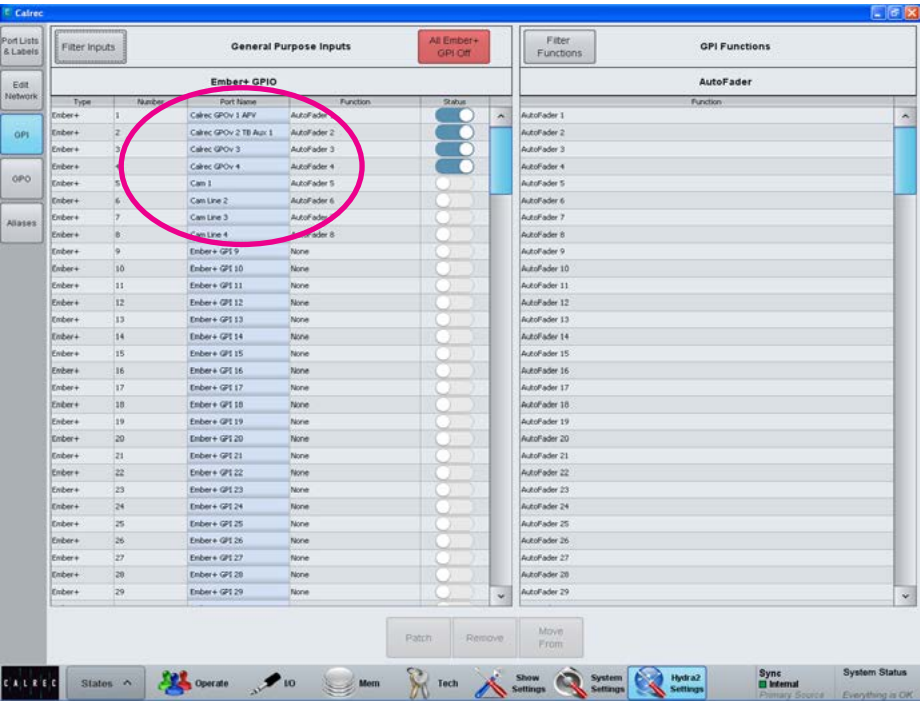 Calrec
Port Lists & Labels
Edit Network
GPI
GPO
Aliases
Filter Inputs
General Purpose Inputs
All Ember+ GPI Off
Ember+ GPIO
Type Number Port Name Function Status
Ember+ 1 Calrec GPOv 1 APV AutoFader
Ember+ 2 Calrec GPOv 2 TB Aux 1 AutoFader 2
Ember+ 3 Calrec GPOv 3 AutoFader 3
Ember+ 4 Calrec GPOv 4 AutoFader 4
Ember+ 5 Cam 1 AutoFader 5
Ember+ 6 Cam Line 2 AutoFader 6
Ember+ 7 Cam Line 3 AutoFader
Ember+ 8 Cam Line 4 AutoFader 8
Ember+ 9 Ember+ GPI 9 None
Ember+ 10 Ember+ GPI 10 None
Ember+ 11 Ember+ GPI 11 None
Ember+ 12 Ember+ GPI 12 None
Ember+ 13 Ember+ GPI 13 None
Ember+ 14 Ember+ GPI 14 None
Ember+ 15 Ember+ GPI 15 None
Ember+ 16 Ember+ GPI 16 None
Ember+ 17 Ember+ GPI 17 None
Ember+ 18 Ember+ GPI 18 None
Ember+ 19 Ember+ GPI 19 None
Ember+ 20 Ember+ GPI 20 None
Ember+ 21 Ember+ GPI 21 None
Ember+ 22 Ember+ GPI 22 None
Ember+ 23 Ember+ GPI 23 None
Ember+ 24 Ember+ GPI 24 None
Ember+ 25 Ember+ GPI 25 None
Ember+ 26 Ember+ GPI 26 None
Ember+ 27 Ember+ GPI 27 None
Ember+ 28 Ember+ GPI 28 None
Ember+ 29 Ember+ GPI 29 None
Filter Functions
GPI Functions
AutoFader
Function
AutoFader 1
AutoFader 2
AutoFader 3
AutoFader 4
AutoFader 5
AutoFader 6
AutoFader 7
AutoFader 8
AutoFader 9
AutoFader 10
AutoFader 11
AutoFader 12
AutoFader 13
AutoFader 14
AutoFader 15
AutoFader 16
AutoFader 17
AutoFader 18
AutoFader 19
AutoFader 20
AutoFader 21
AutoFader 22
AutoFader 23
AutoFader 24
AutoFader 25
AutoFader 26
AutoFader 27
AutoFader 28
AutoFader 29
Patch
Remove
Move From
CALREC
States
Operate
IO
Mem
Tech
Show Settings
System Settings
Hydra2 Settings
Sync
Internal
Primary Source
System Status
Everything is OK